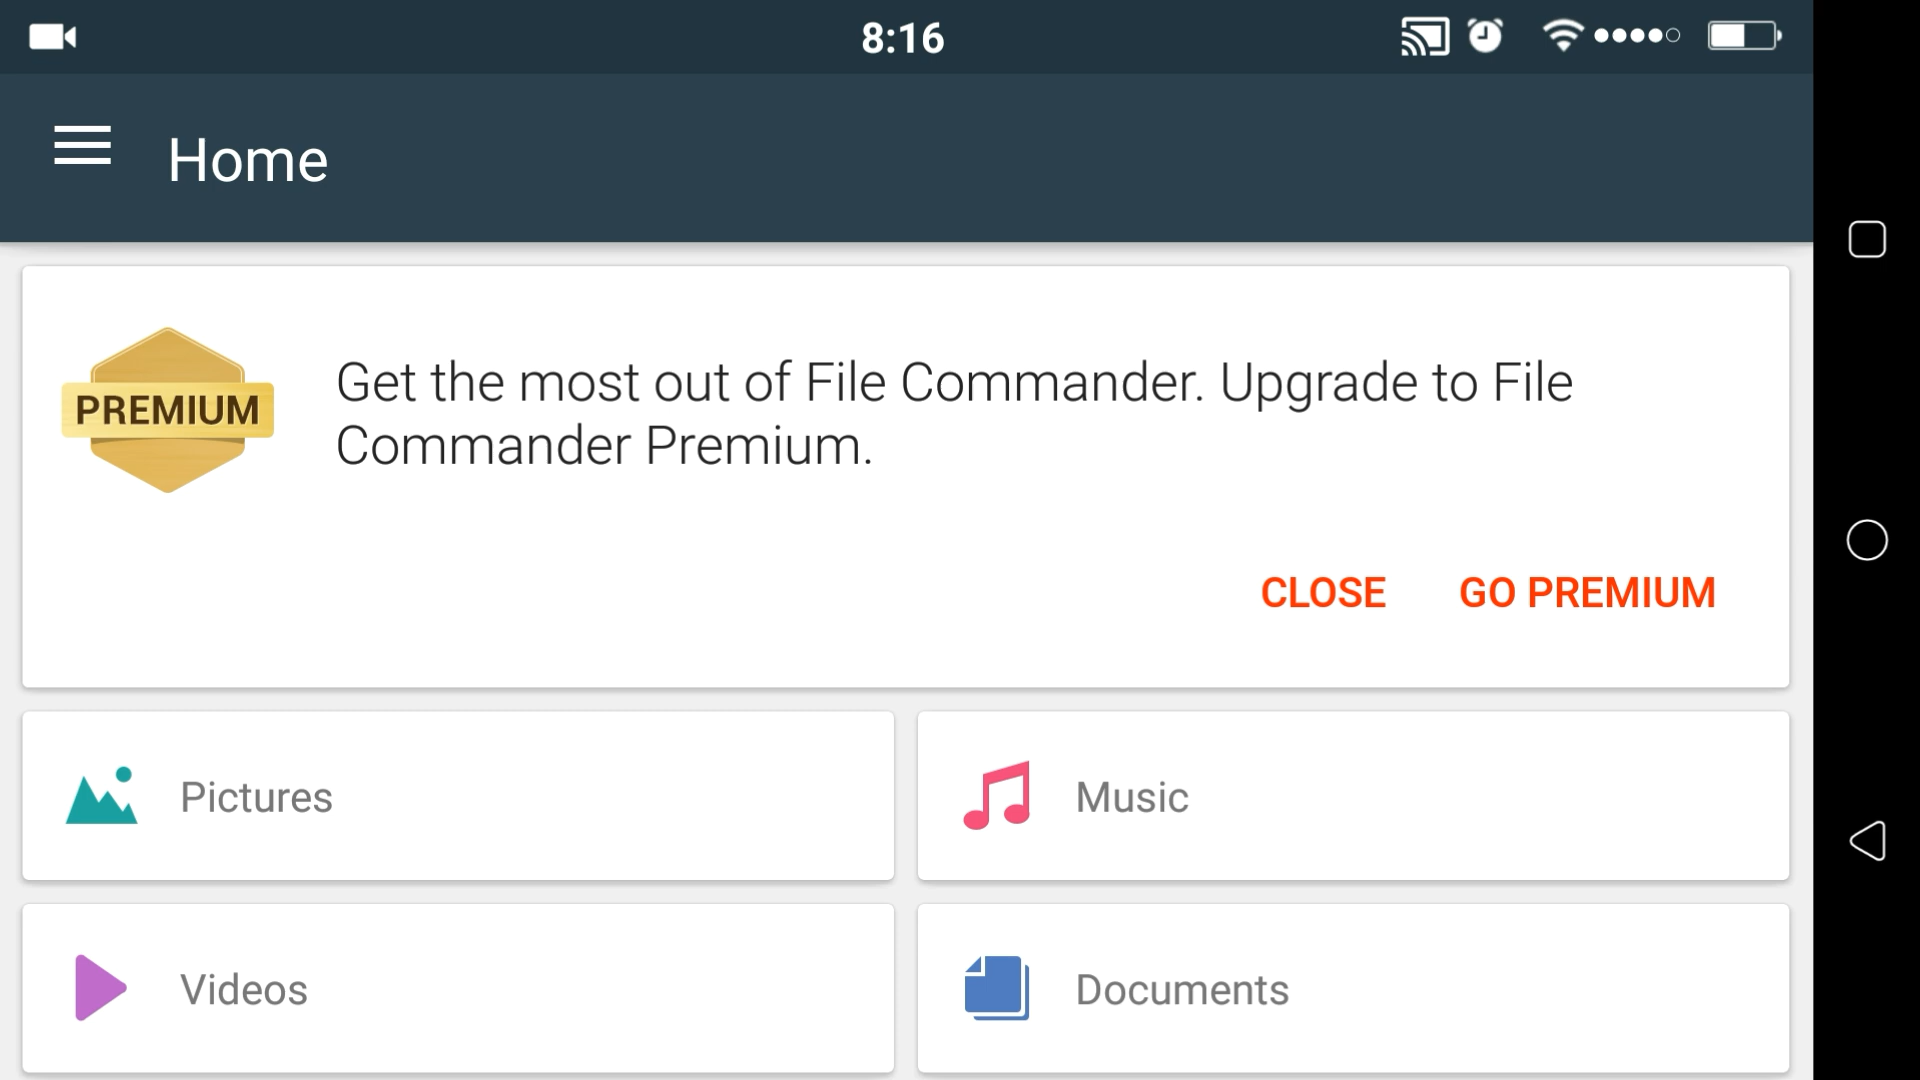 8:16
Home
PREMIUM
Get the most out of File Commander. Upgrade to File
Commander Premium.
CLOSE GO PREMIUM
Pictures
Music
Videos
Documents